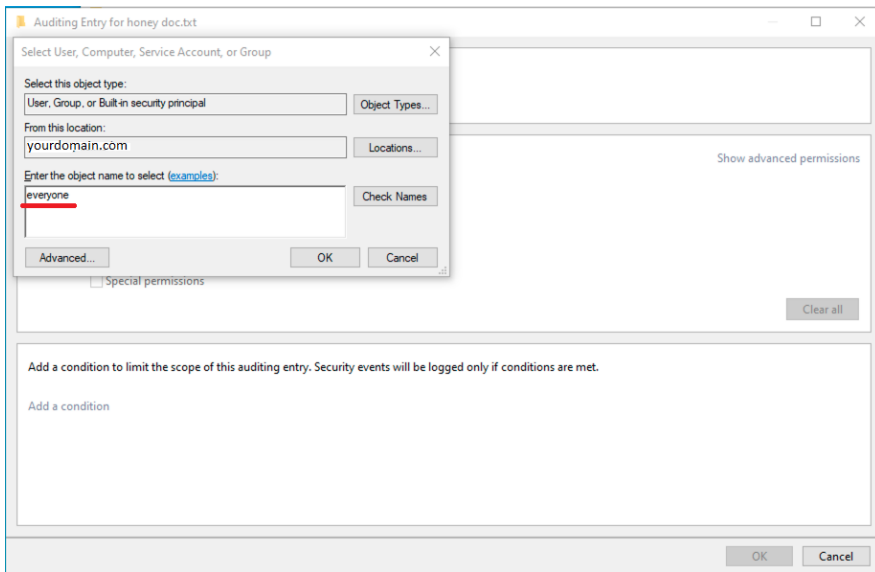 Auditing Entry for honey doc.txt
Select User, Computer, Service Account, or Group
Select this object type:
User, Group, or Built-in security principal
Object Types...
From this location:
yourdomain.com
Locations...
Enter the object name to select (examples):
everyone
Check Names
Advanced...
OK
Cancel
Show advanced permissions
Special permissions
Clear all
Add a condition to limit the scope of this auditing entry. Security events will be logged only if conditions are met.
Add a condition
OK
Cancel